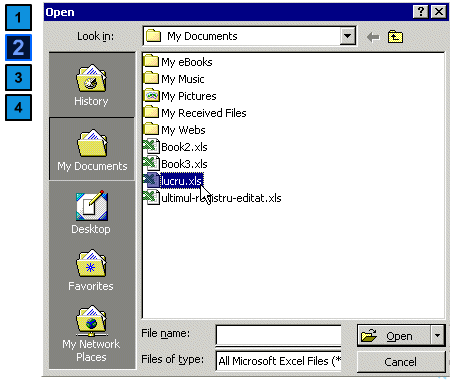 1
2
3
4
Open
Look in:
My Documents
History
My Documents
Desktop
Favorites
My Network
Places
My eBooks
My Music
My Pictures
My Received Files
My Webs
Book2.xls
Book3.xls
lucru.xls
ultimul-registru-editat.xls
File name:
Open
Files of type:
All Microsoft Excel Files (*
Cancel